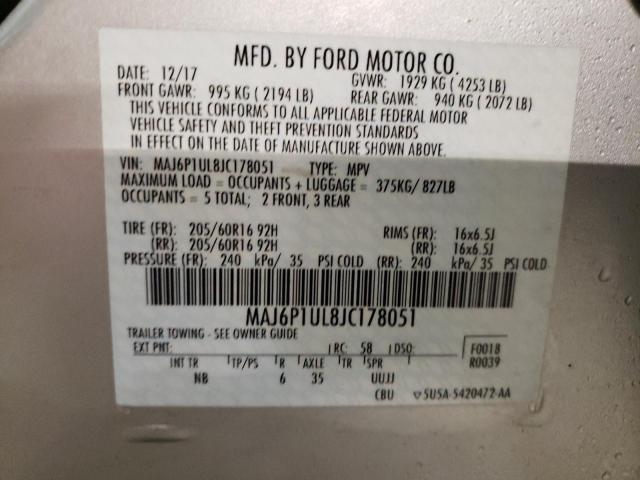 MFD. BY FORD MOTOR CO.
DATE: 12/17 GVWR: 1929 KG ( 4253 LB)
FRONT GAWR: 995 KG ( 2194 LB) REAR GAWR: 940 KG ( 2072 LB)
THIS VEHICLE CONFORMS TO ALL APPLICABLE FEDERAL MOTOR
VEHICLE SAFETY AND THEFT PREVENTION STANDARDS
IN EFFECT ON THE DATE OF MANUFACTURE SHOWN ABOVE.
VIN: MAJ6P1UL8JC178051 TYPE: MPV
MAXIMUM LOAD = OCCUPANTS + LUGGAGE = 375KG/ 827LB
OCCUPANTS = 5 TOTAL; 2 FRONT, 3 REAR
TIRE (FR): 205/60R16 92H RIMS (FR): 16x6.5J
(RR): 205/60R16 92H (RR): 16x6.5J
PRESSURE (FR): 240 kPa/ 35 PSI COLD (RR): 240 kPa/ 35 PSI COLD
MAJ6P1UL8JC178051
TRAILER TOWING - SEE OWNER GUIDE
EXT PNT: RC: 58 DSO: F0018
INT TR TP/PS R AXLE TR SPR R0039
NB 6 35 UUJJ
CBU ▽ 5U5A-5420472-AA